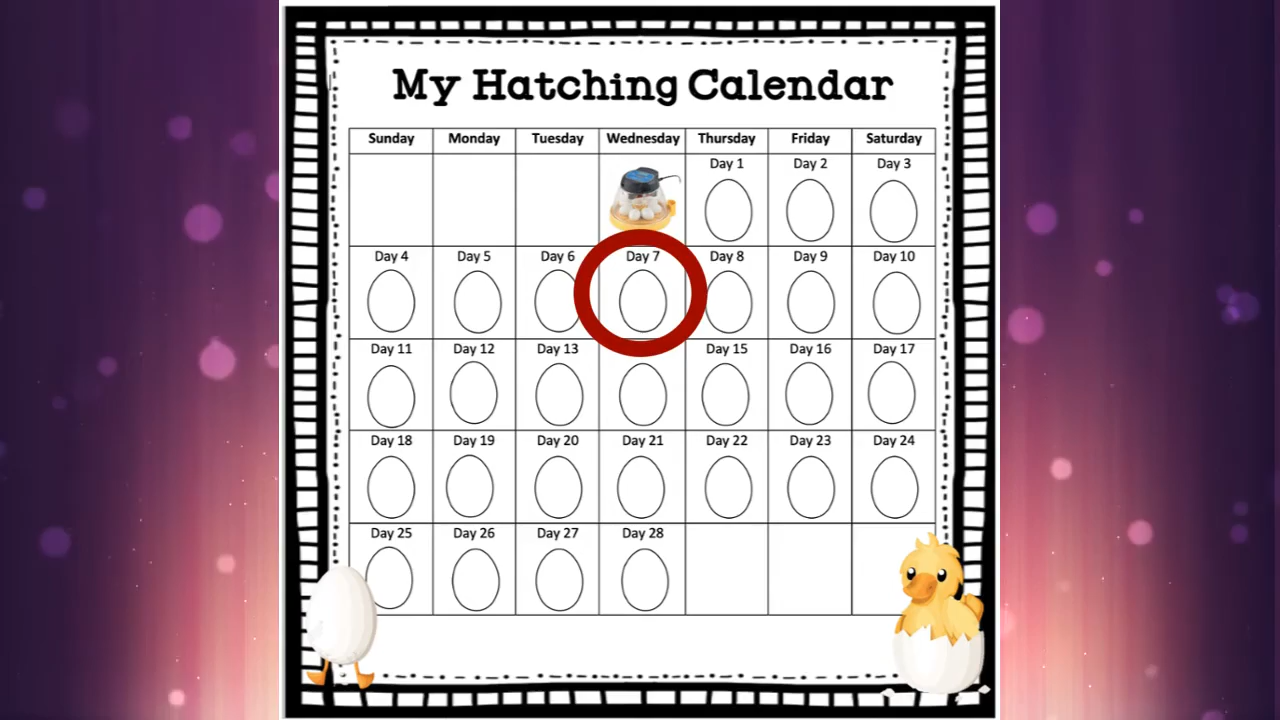 My Hatching Calendar
Sunday Monday Tuesday Wednesday Thursday Friday Saturday
Day 1 Day 2 Day 3
Day 4 Day 5 Day 6 Day 7 Day 8 Day 9 Day 10
Day 11 Day 12 Day 13 Day 15 Day 16 Day 17
Day 18 Day 19 Day 20 Day 21 Day 22 Day 23 Day 24
Day 25 Day 26 Day 27 Day 28